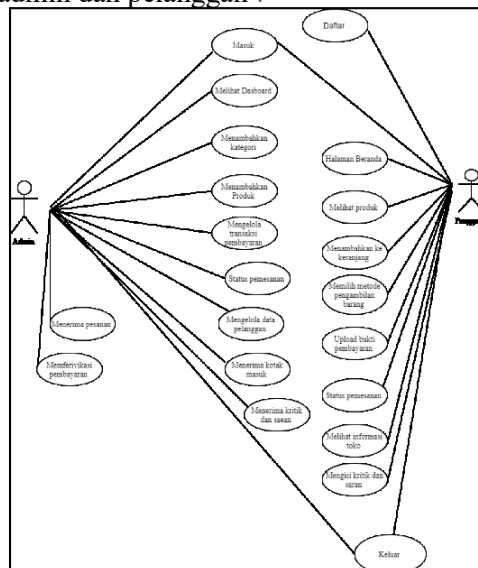 admin dan pelanggan :
Daftar
Masuk
Melihat Dasboard
Menambahkan
kategori
Halaman Beranda
Menambahkan
Produk
Melihat produk
Admin
Mengelola
transaksi
pembayaran
Menambahkan ke
keranjang
Status pemesanan
Memilih metode
pengambilan
barang
Menerima pesanan
Mengelola data
pelanggan
Upload bukti
pembayaran
Memferivikasi
pembayaran
Menerima kotak
masuk
Status pemesanan
Menerima kritik
dan saran
Melihat informasi
toko
Mengisi kritik dan
saran
Keluar